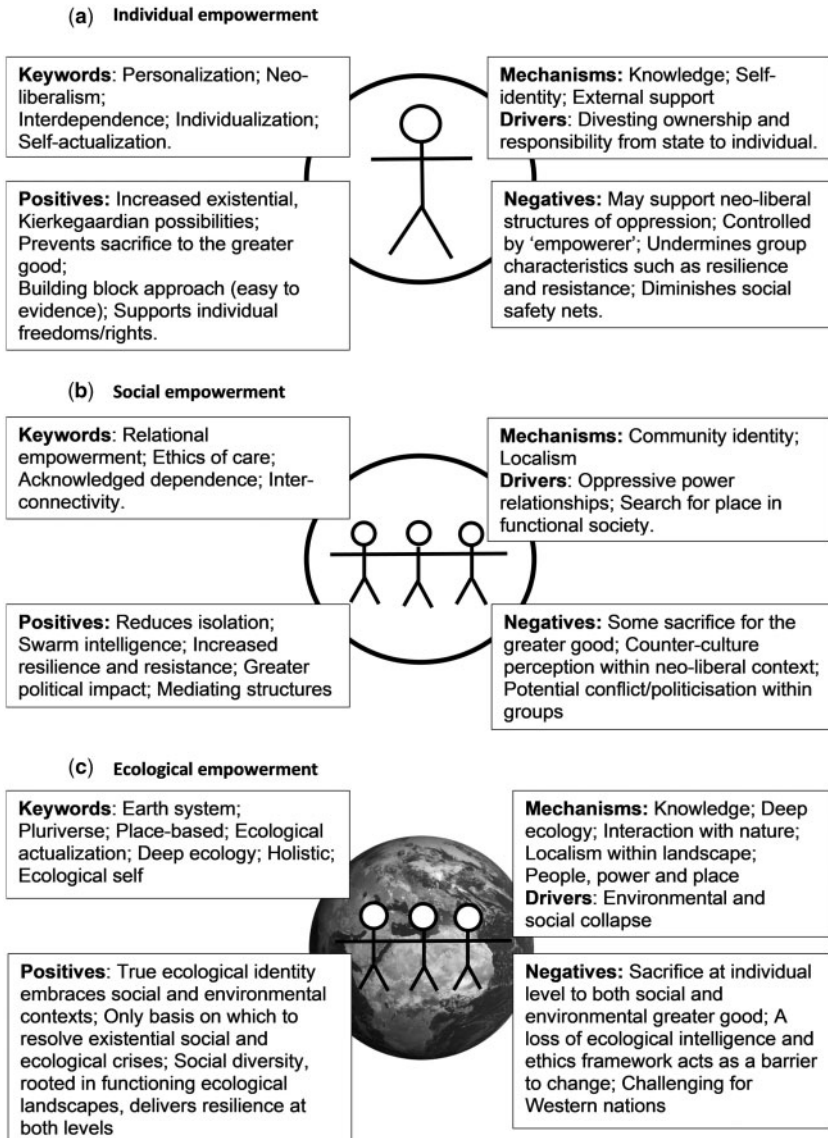 (a) Individual empowerment
Keywords: Personalization; Neo-
liberalism;
Interdependence; Individualization;
Self-actualization.
Mechanisms: Knowledge; Self-
identity; External support
Drivers: Divesting ownership and
responsibility from state to individual.
Positives: Increased existential,
Kierkegaardian possibilities;
Prevents sacrifice to the greater
good;
Building block approach (easy to
evidence); Supports individual
freedoms/rights.
Negatives: May support neo-liberal
structures of oppression; Controlled
by ‘empowerer’; Undermines group
characteristics such as resilience
and resistance; Diminishes social
safety nets.
(b) Social empowerment
Keywords: Relational
empowerment; Ethics of care;
Acknowledged dependence; Inter-
connectivity.
Mechanisms: Community identity;
Localism
Drivers: Oppressive power
relationships; Search for place in
functional society.
Positives: Reduces isolation;
Swarm intelligence; Increased
resilience and resistance; Greater
political impact; Mediating structures
Negatives: Some sacrifice for the
greater good; Counter-culture
perception within neo-liberal context;
Potential conflict/politicisation within
groups
(c) Ecological empowerment
Keywords: Earth system;
Pluriverse; Place-based; Ecological
actualization; Deep ecology; Holistic;
Ecological self
Mechanisms: Knowledge; Deep
ecology; Interaction with nature;
Localism within landscape;
People, power and place
Drivers: Environmental and
social collapse
Positives: True ecological identity
embraces social and environmental
contexts; Only basis on which to
resolve existential social and
ecological crises; Social diversity,
rooted in functioning ecological
landscapes, delivers resilience at
both levels
Negatives: Sacrifice at individual
level to both social and
environmental greater good; A
loss of ecological intelligence and
ethics framework acts as a barrier
to change; Challenging for
Western nations